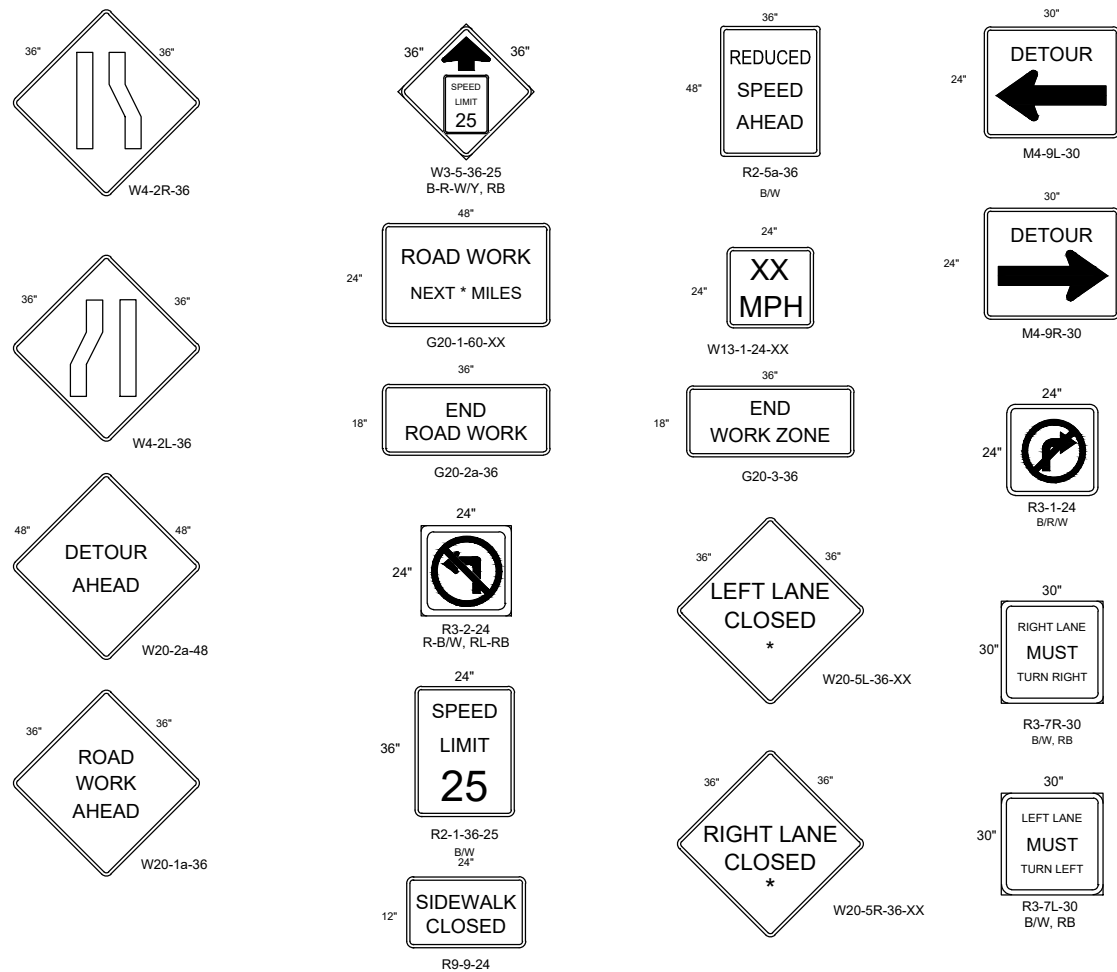 36"
36"
W4-2R-36
36"
36"
W4-2L-36
48"
48"
DETOUR
AHEAD
W20-2a-48
36"
36"
ROAD
WORK
AHEAD
W20-1a-36
36"
36"
SPEED
LIMIT
25
W3-5-36-25
B-R-W/Y, RB
48"
24"
ROAD WORK
NEXT * MILES
G20-1-60-XX
36"
18"
END
ROAD WORK
G20-2a-36
24"
24"
R3-2-24
R-B/W, RL-RB
24"
36"
SPEED
LIMIT
25
R2-1-36-25
B/W
24"
12"
SIDEWALK
CLOSED
R9-9-24
36"
48"
REDUCED
SPEED
AHEAD
R2-5a-36
B/W
24"
24"
XX
MPH
W13-1-24-XX
36"
18"
END
WORK ZONE
G20-3-36
36"
36"
LEFT LANE
CLOSED
*
W20-5L-36-XX
36"
36"
RIGHT LANE
CLOSED
*
W20-5R-36-XX
30"
24"
DETOUR
M4-9L-30
30"
24"
DETOUR
M4-9R-30
24"
24"
R3-1-24
B/R/W
30"
30"
RIGHT LANE
MUST
TURN RIGHT
R3-7R-30
B/W, RB
30"
30"
LEFT LANE
MUST
TURN LEFT
R3-7L-30
B/W, RB